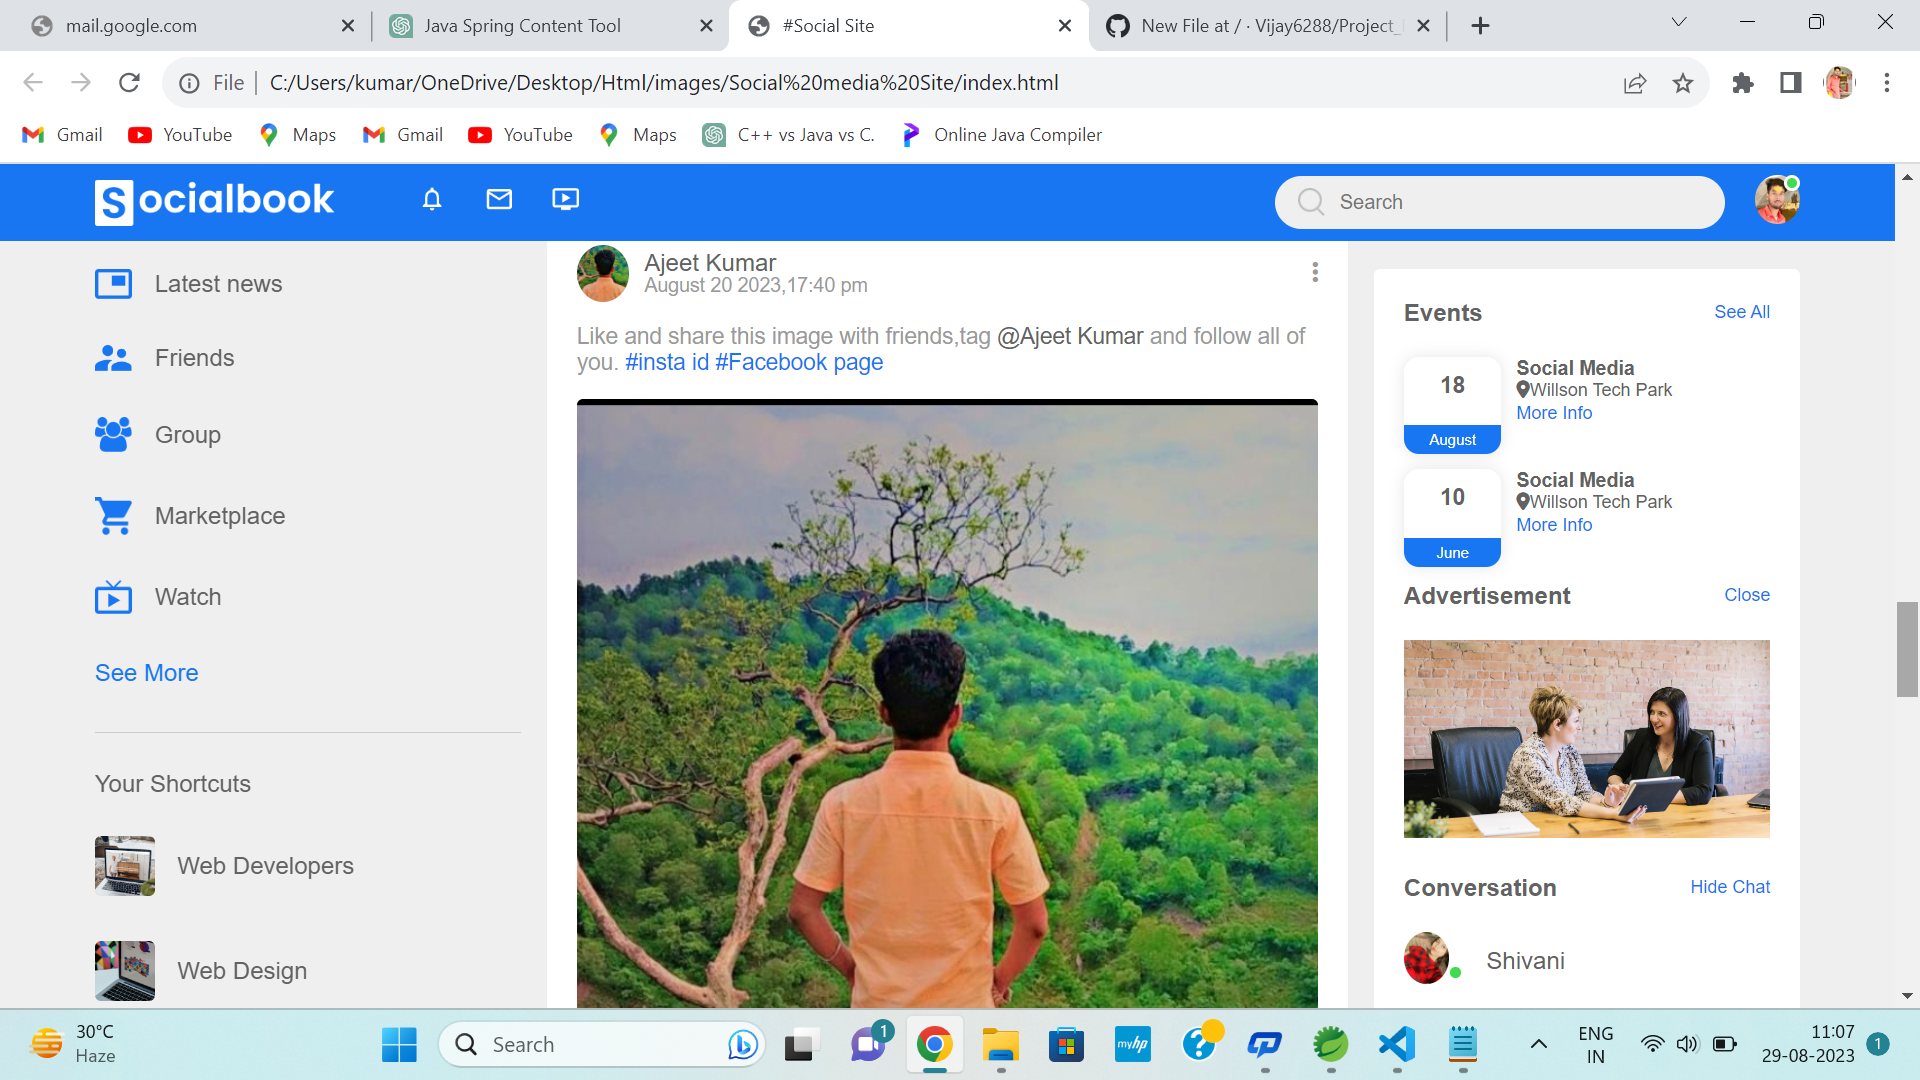 mail.google.com
Java Spring Content Tool
#Social Site
New File at / · Vijay6288/Project_
File
C:/Users/kumar/OneDrive/Desktop/Html/images/Social%20media%20Site/index.html
Gmail
YouTube
Maps
Gmail
YouTube
Maps
C++ vs Java vs C.
Online Java Compiler
Socialbook
Search
Latest news
Friends
Group
Marketplace
Watch
See More
Your Shortcuts
Web Developers
Web Design
Ajeet Kumar
August 20 2023,17:40 pm
Like and share this image with friends,tag @Ajeet Kumar and follow all of
you. #insta id #Facebook page
Events
See All
18
August
Social Media
Willson Tech Park
More Info
10
June
Social Media
Willson Tech Park
More Info
Advertisement
Close
Conversation
Hide Chat
Shivani
30°C
Haze
Search
1
myhp
ENG
IN
11:07
29-08-2023
1